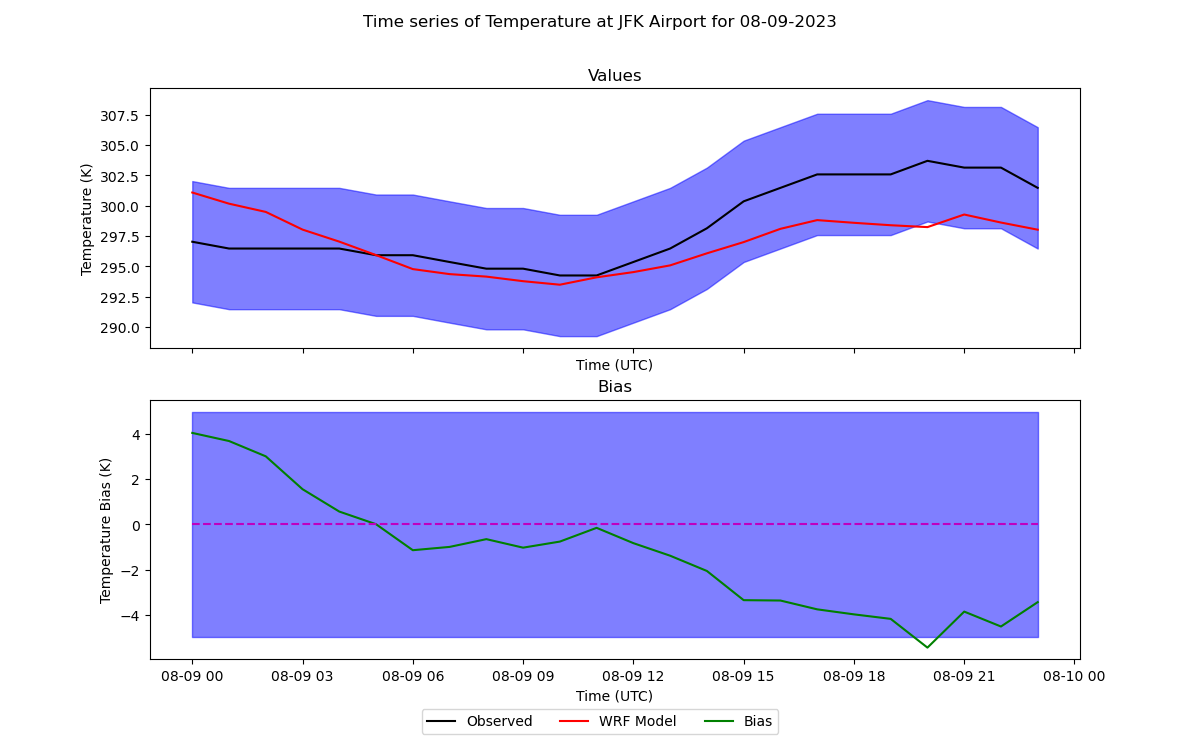 Time series of Temperature at JFK Airport for 08-09-2023
Values
Temperature (K)
307.5
305.0
302.5
300.0
297.5
295.0
292.5
290.0
Time (UTC)
Bias
Temperature Bias (K)
4
2
0
−2
−4
08-09 00 08-09 03 08-09 06 08-09 09 08-09 12 08-09 15 08-09 18 08-09 21 08-10 00
Time (UTC)
Observed WRF Model Bias